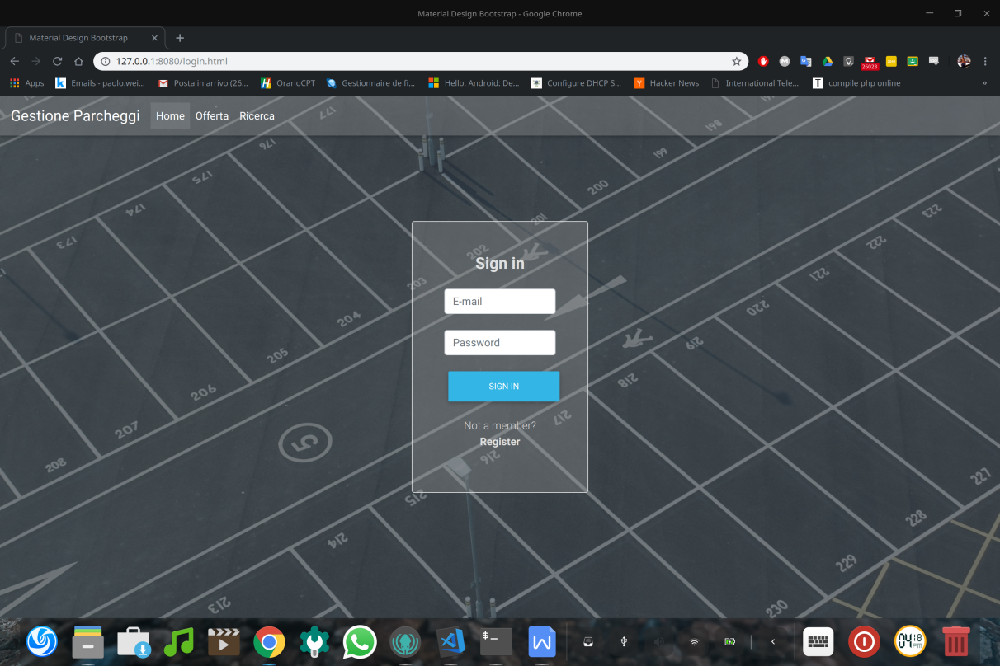 Material Design Bootstrap - Google Chrome
Material Design Bootstrap
127.0.0.1:8080/login.html
26023
Apps
Emails - paolo.wei...
Posta in arrivo (26...
OrarioCPT
Gestionnaire de fi...
Hello, Android: De...
Configure DHCP S...
Hacker News
International Tele...
compile php online
»
Gestione Parcheggi
Home
Offerta
Ricerca
177
176
175
174
173
198
199
200
201
202
203
204
205
206
207
208
223
222
221
220
219
218
217
216
215
214
213
227
228
229
230
5
Sign in
E-mail
Password
SIGN IN
Not a member?
Register
$ –
04:18
PM